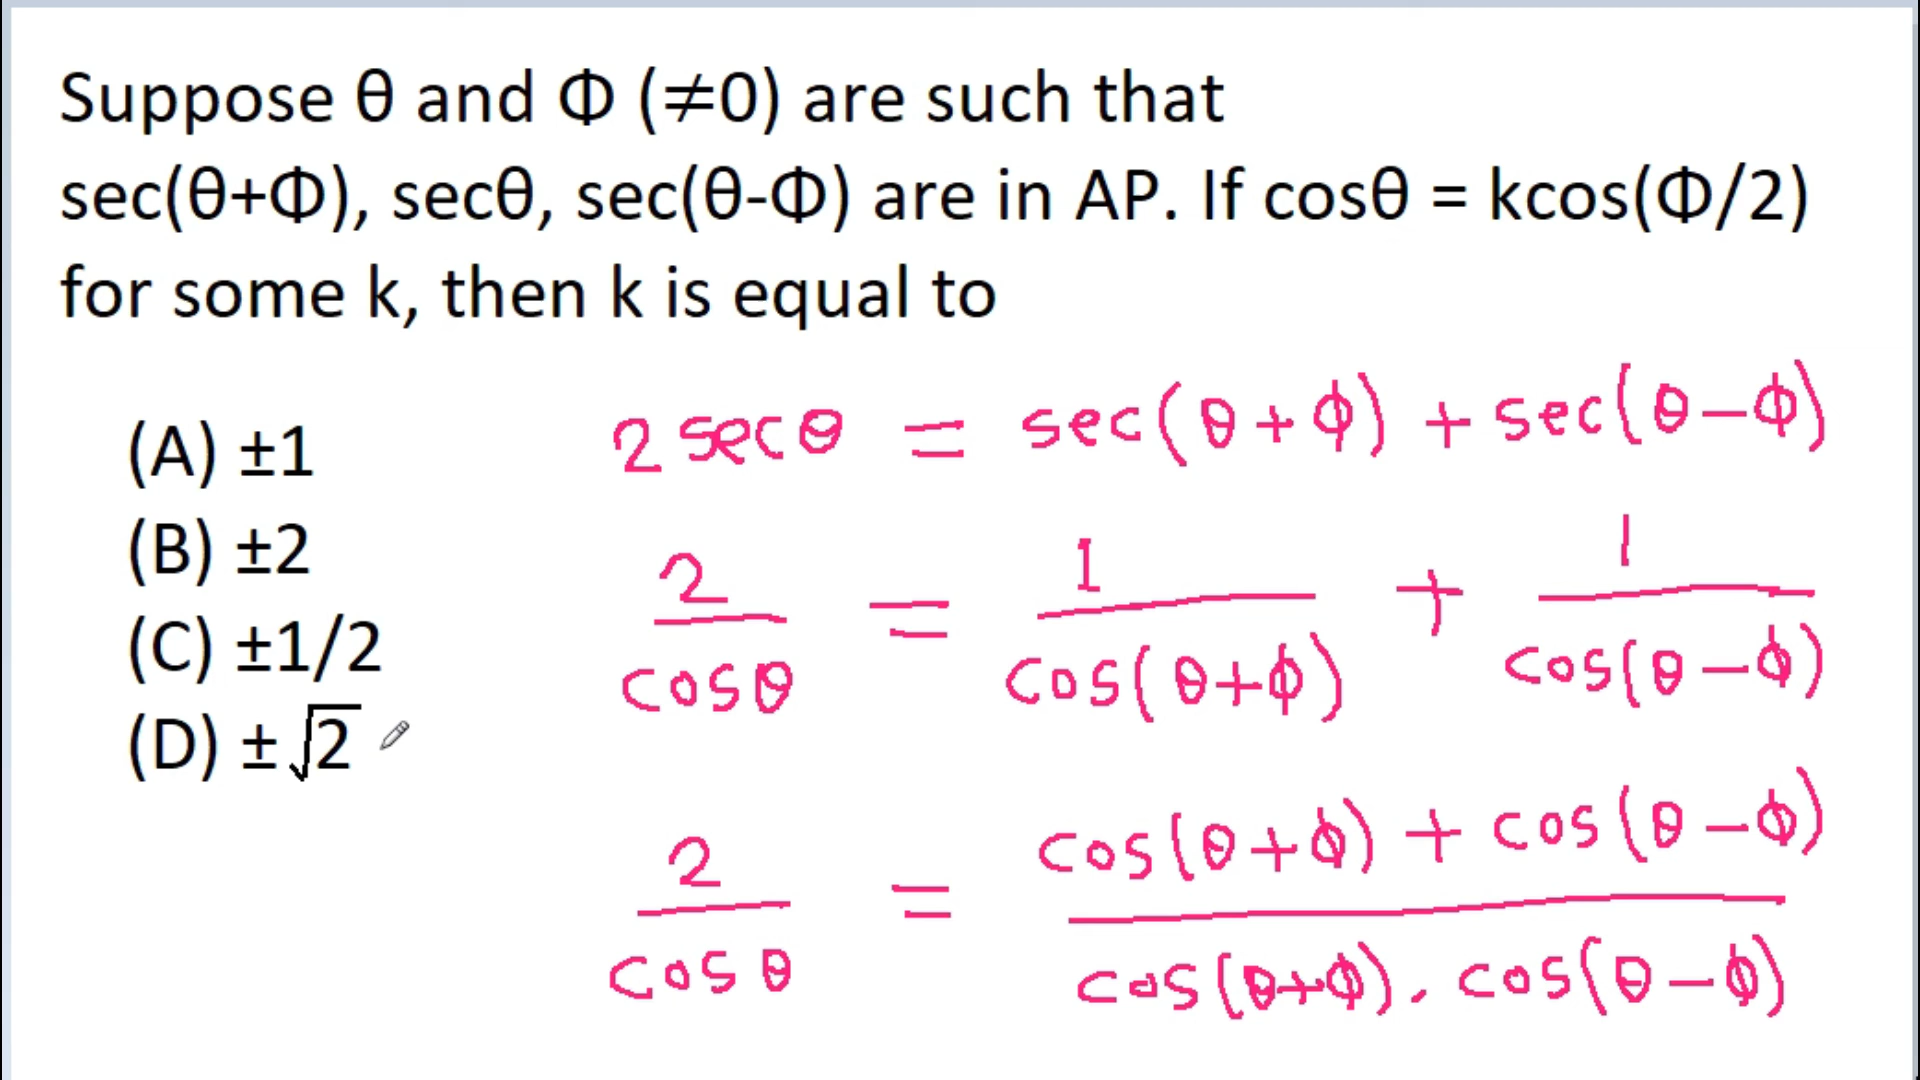 Suppose θ and Φ (≠0) are such that
sec(θ+Φ), secθ, sec(θ-Φ) are in AP. If cosθ = kcos(Φ/2)
for some k, then k is equal to
(A) ±1
(B) ±2
(C) ±1/2
(D) ±√2
2 secθ = sec(θ+ϕ) + sec(θ−ϕ)
2/cosθ = 1/cos(θ+ϕ) + 1/cos(θ−ϕ)
2/cosθ = cos(θ+ϕ) + cos(θ−ϕ) / cos(θ+ϕ). cos(θ−ϕ)